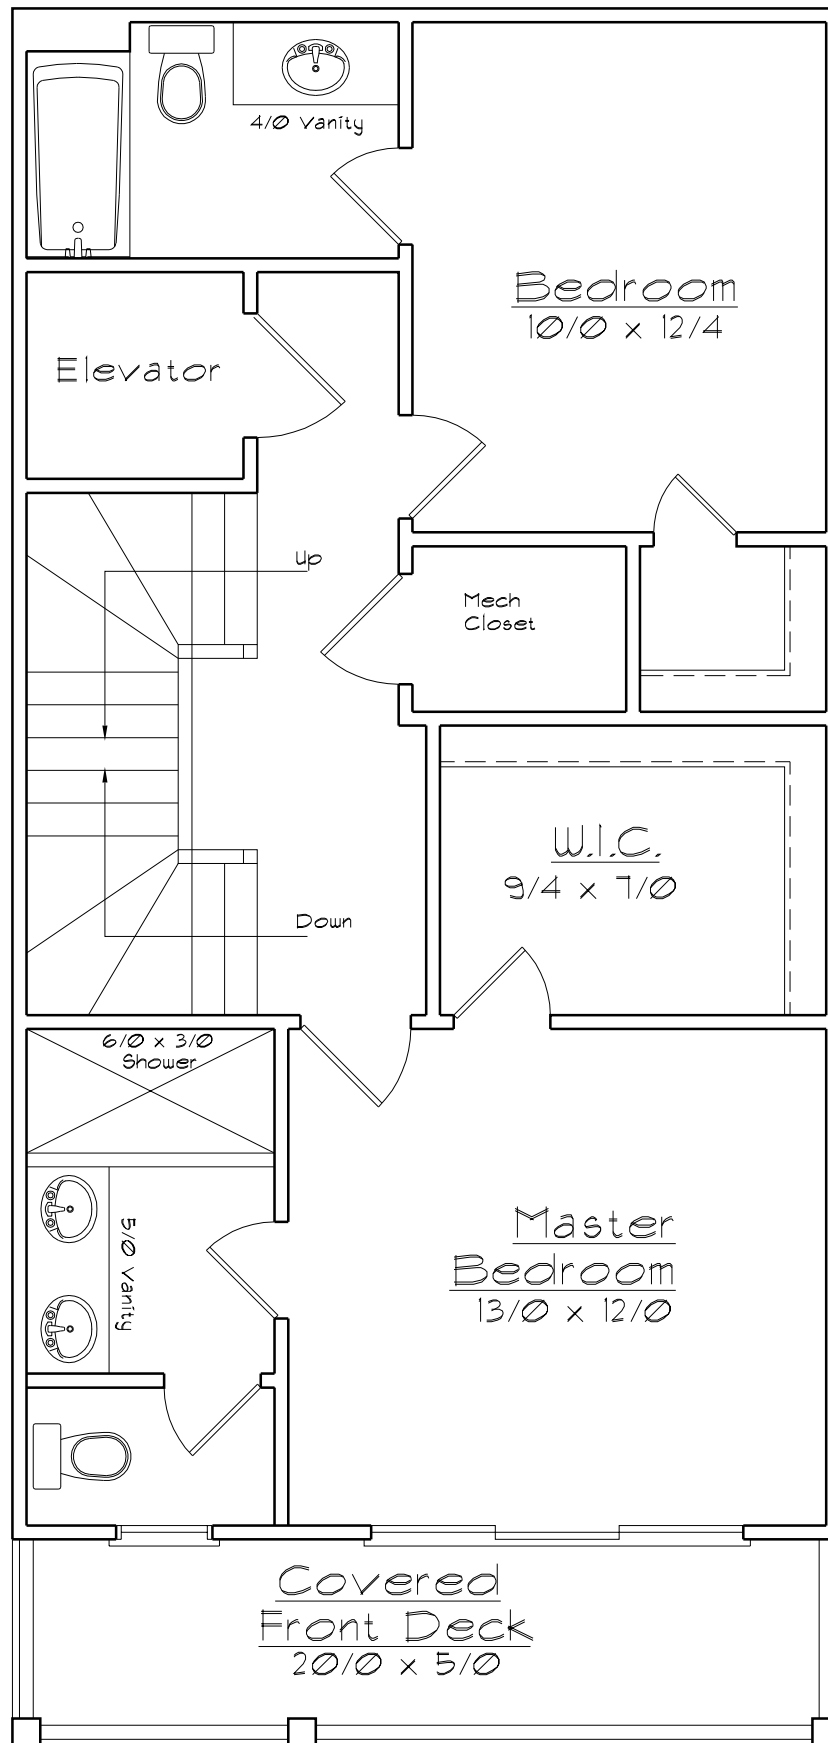 4/0 Vanity
Bedroom
10/0 x 12/4
Elevator
Up
Mech
Closet
W.I.C.
9/4 x 7/0
Down
6/0 x 3/0
Shower
5/0 Vanity
Master
Bedroom
13/0 x 12/0
Covered
Front Deck
20/0 x 5/0